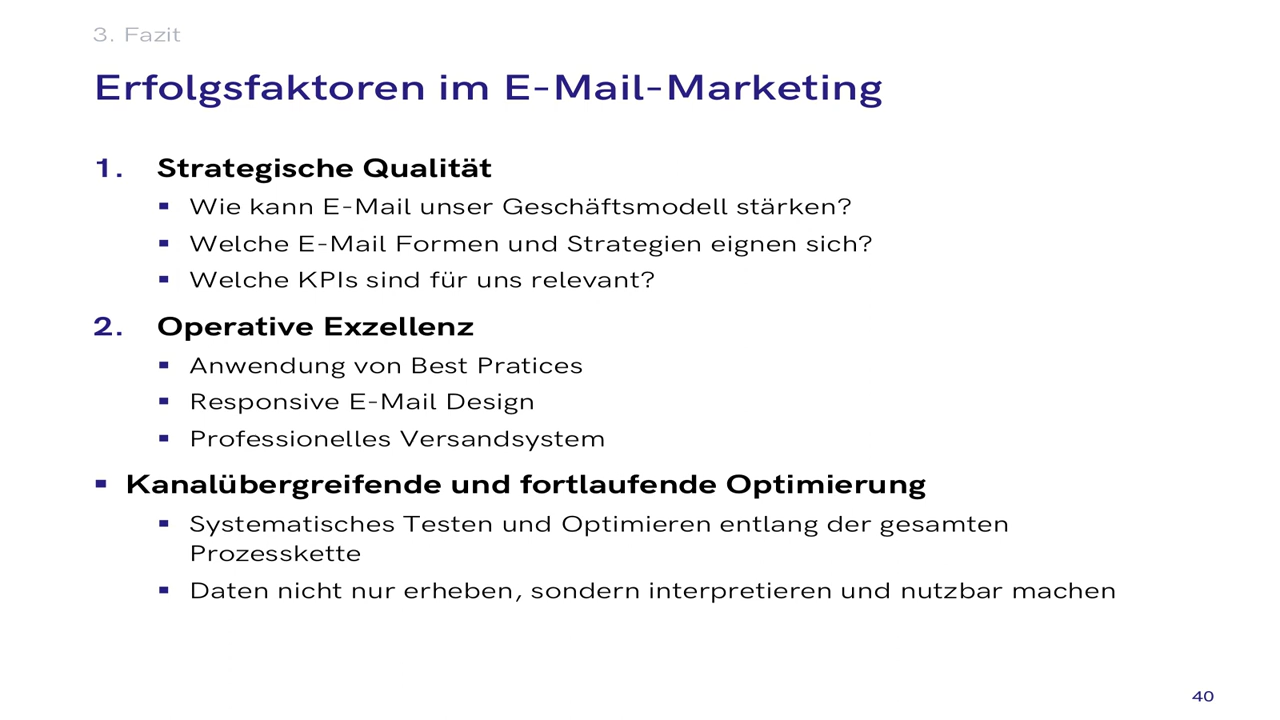 3. Fazit
Erfolgsfaktoren im E-Mail-Marketing
1. Strategische Qualität
▪ Wie kann E-Mail unser Geschäftsmodell stärken?
▪ Welche E-Mail Formen und Strategien eignen sich?
▪ Welche KPIs sind für uns relevant?
2. Operative Exzellenz
▪ Anwendung von Best Pratices
▪ Responsive E-Mail Design
▪ Professionelles Versandsystem
▪ Kanalübergreifende und fortlaufende Optimierung
▪ Systematisches Testen und Optimieren entlang der gesamten
Prozesskette
▪ Daten nicht nur erheben, sondern interpretieren und nutzbar machen
40